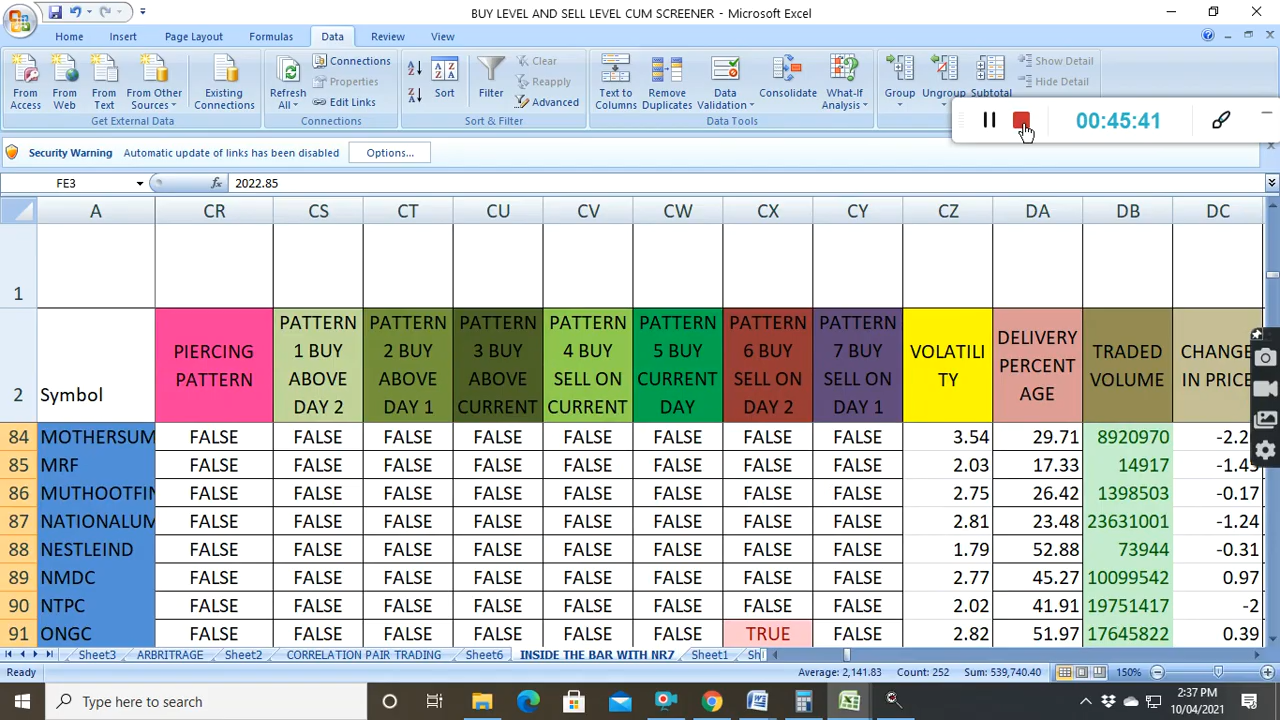 BUY LEVEL AND SELL LEVEL CUM SCREENER - Microsoft Excel
Home Insert Page Layout Formulas Data Review View
From Access
From Web
From Text
From Other Sources
Existing Connections
Get External Data
Refresh All
Connections
Properties
Edit Links
Connections
Sort
Filter
Clear
Reapply
Advanced
Sort & Filter
Text to Columns
Remove Duplicates
Data Validation
Consolidate
What-If Analysis
Data Tools
Group
Ungroup
Subtotal
Show Detail
Hide Detail
00:45:41
Security Warning Automatic update of links has been disabled Options...
FE3 fx 2022.85
A CR CS CT CU CV CW CX CY CZ DA DB DC
1
2 Symbol
PIERCING PATTERN
PATTERN 1 BUY ABOVE DAY 2
PATTERN 2 BUY ABOVE DAY 1
PATTERN 3 BUY ABOVE CURRENT
PATTERN 4 BUY SELL ON CURRENT
PATTERN 5 BUY CURRENT DAY
PATTERN 6 BUY SELL ON DAY 2
PATTERN 7 BUY SELL ON DAY 1
VOLATILITY
DELIVERY PERCENTAGE
TRADED VOLUME
CHANGE IN PRICE
84 MOTHERSUM FALSE FALSE FALSE FALSE FALSE FALSE FALSE FALSE 3.54 29.71 8920970 -2.2
85 MRF FALSE FALSE FALSE FALSE FALSE FALSE FALSE FALSE 2.03 17.33 14917 -1.45
86 MUTHOOTFIN FALSE FALSE FALSE FALSE FALSE FALSE FALSE FALSE 2.75 26.42 1398503 -0.17
87 NATIONALUM FALSE FALSE FALSE FALSE FALSE FALSE FALSE FALSE 2.81 23.48 23631001 -1.24
88 NESTLEIND FALSE FALSE FALSE FALSE FALSE FALSE FALSE FALSE 1.79 52.88 73944 -0.31
89 NMDC FALSE FALSE FALSE FALSE FALSE FALSE FALSE FALSE 2.77 45.27 10099542 0.97
90 NTPC FALSE FALSE FALSE FALSE FALSE FALSE FALSE FALSE 2.02 41.91 19751417 -2
91 ONGC FALSE FALSE FALSE FALSE FALSE FALSE TRUE FALSE 2.82 51.97 17645822 0.39
Sheet3 ARBITRAGE Sheet2 CORRELATION PAIR TRADING Sheet6 INSIDE THE BAR WITH NR7 Sheet1 Sh
Ready Average: 2,141.83 Count: 252 Sum: 539,740.40 150%
Type here to search
2:37 PM
10/04/2021